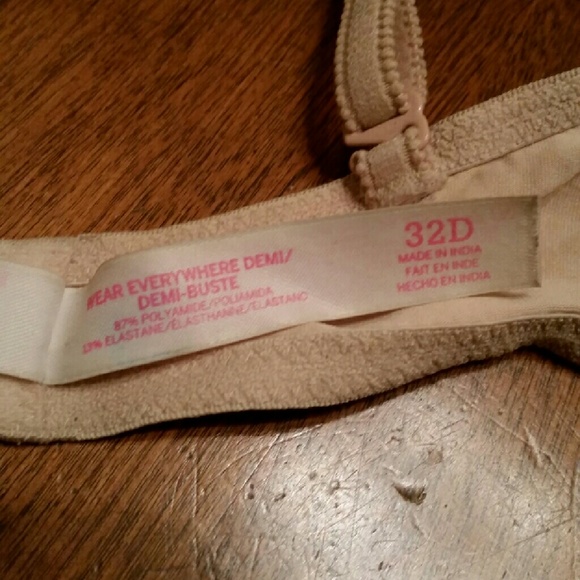 WEAR EVERYWHERE DEMI/
DEMI-BUSTE
87% POLYAMIDE/POLIAMIDA
13% ELASTANE/ELASTHANNE/ELASTANO
32D
MADE IN INDIA
FAIT EN INDE
HECHO EN INDIA